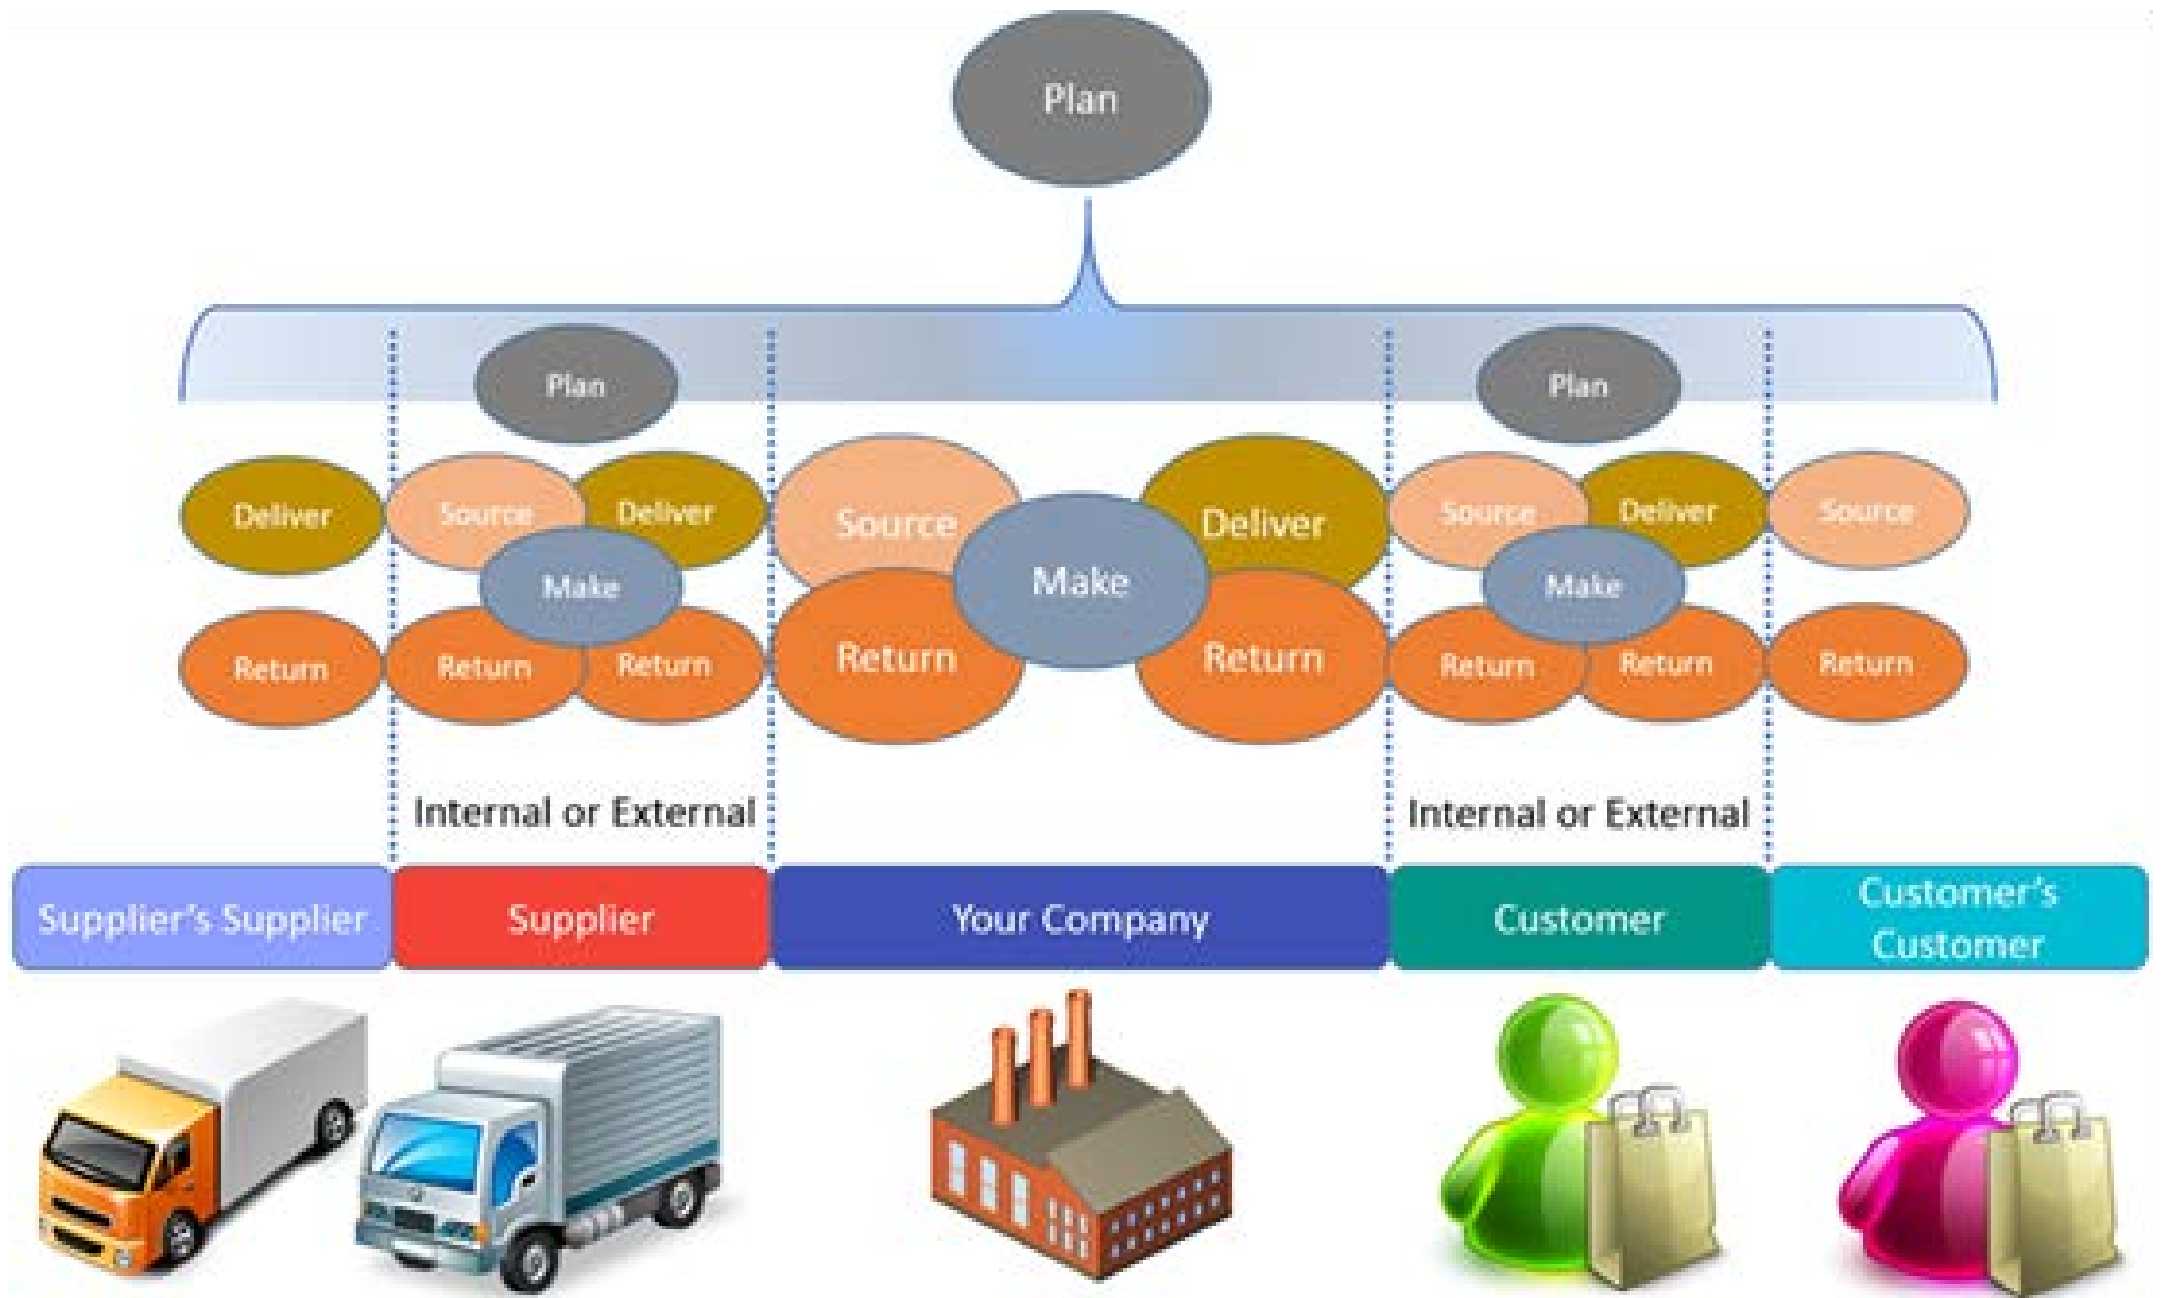 Plan
Plan
Plan
Deliver
Source
Deliver
Source
Deliver
Source
Deliver
Source
Make
Make
Make
Return
Return
Return
Return
Return
Return
Return
Return
Internal or External
Internal or External
Supplier's Supplier
Supplier
Your Company
Customer
Customer's
Customer